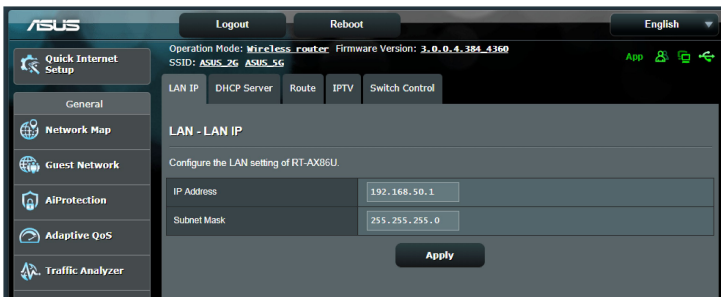 ASUS
Logout
Reboot
English
Operation Mode: Wireless router Firmware Version: 3.0.0.4.384_4360
SSID: ASUS_2G ASUS_5G
App
Quick Internet
Setup
General
Network Map
Guest Network
AiProtection
Adaptive QoS
Traffic Analyzer
LAN IP
DHCP Server
Route
IPTV
Switch Control
LAN - LAN IP
Configure the LAN setting of RT-AX86U.
IP Address
192.168.50.1
Subnet Mask
255.255.255.0
Apply